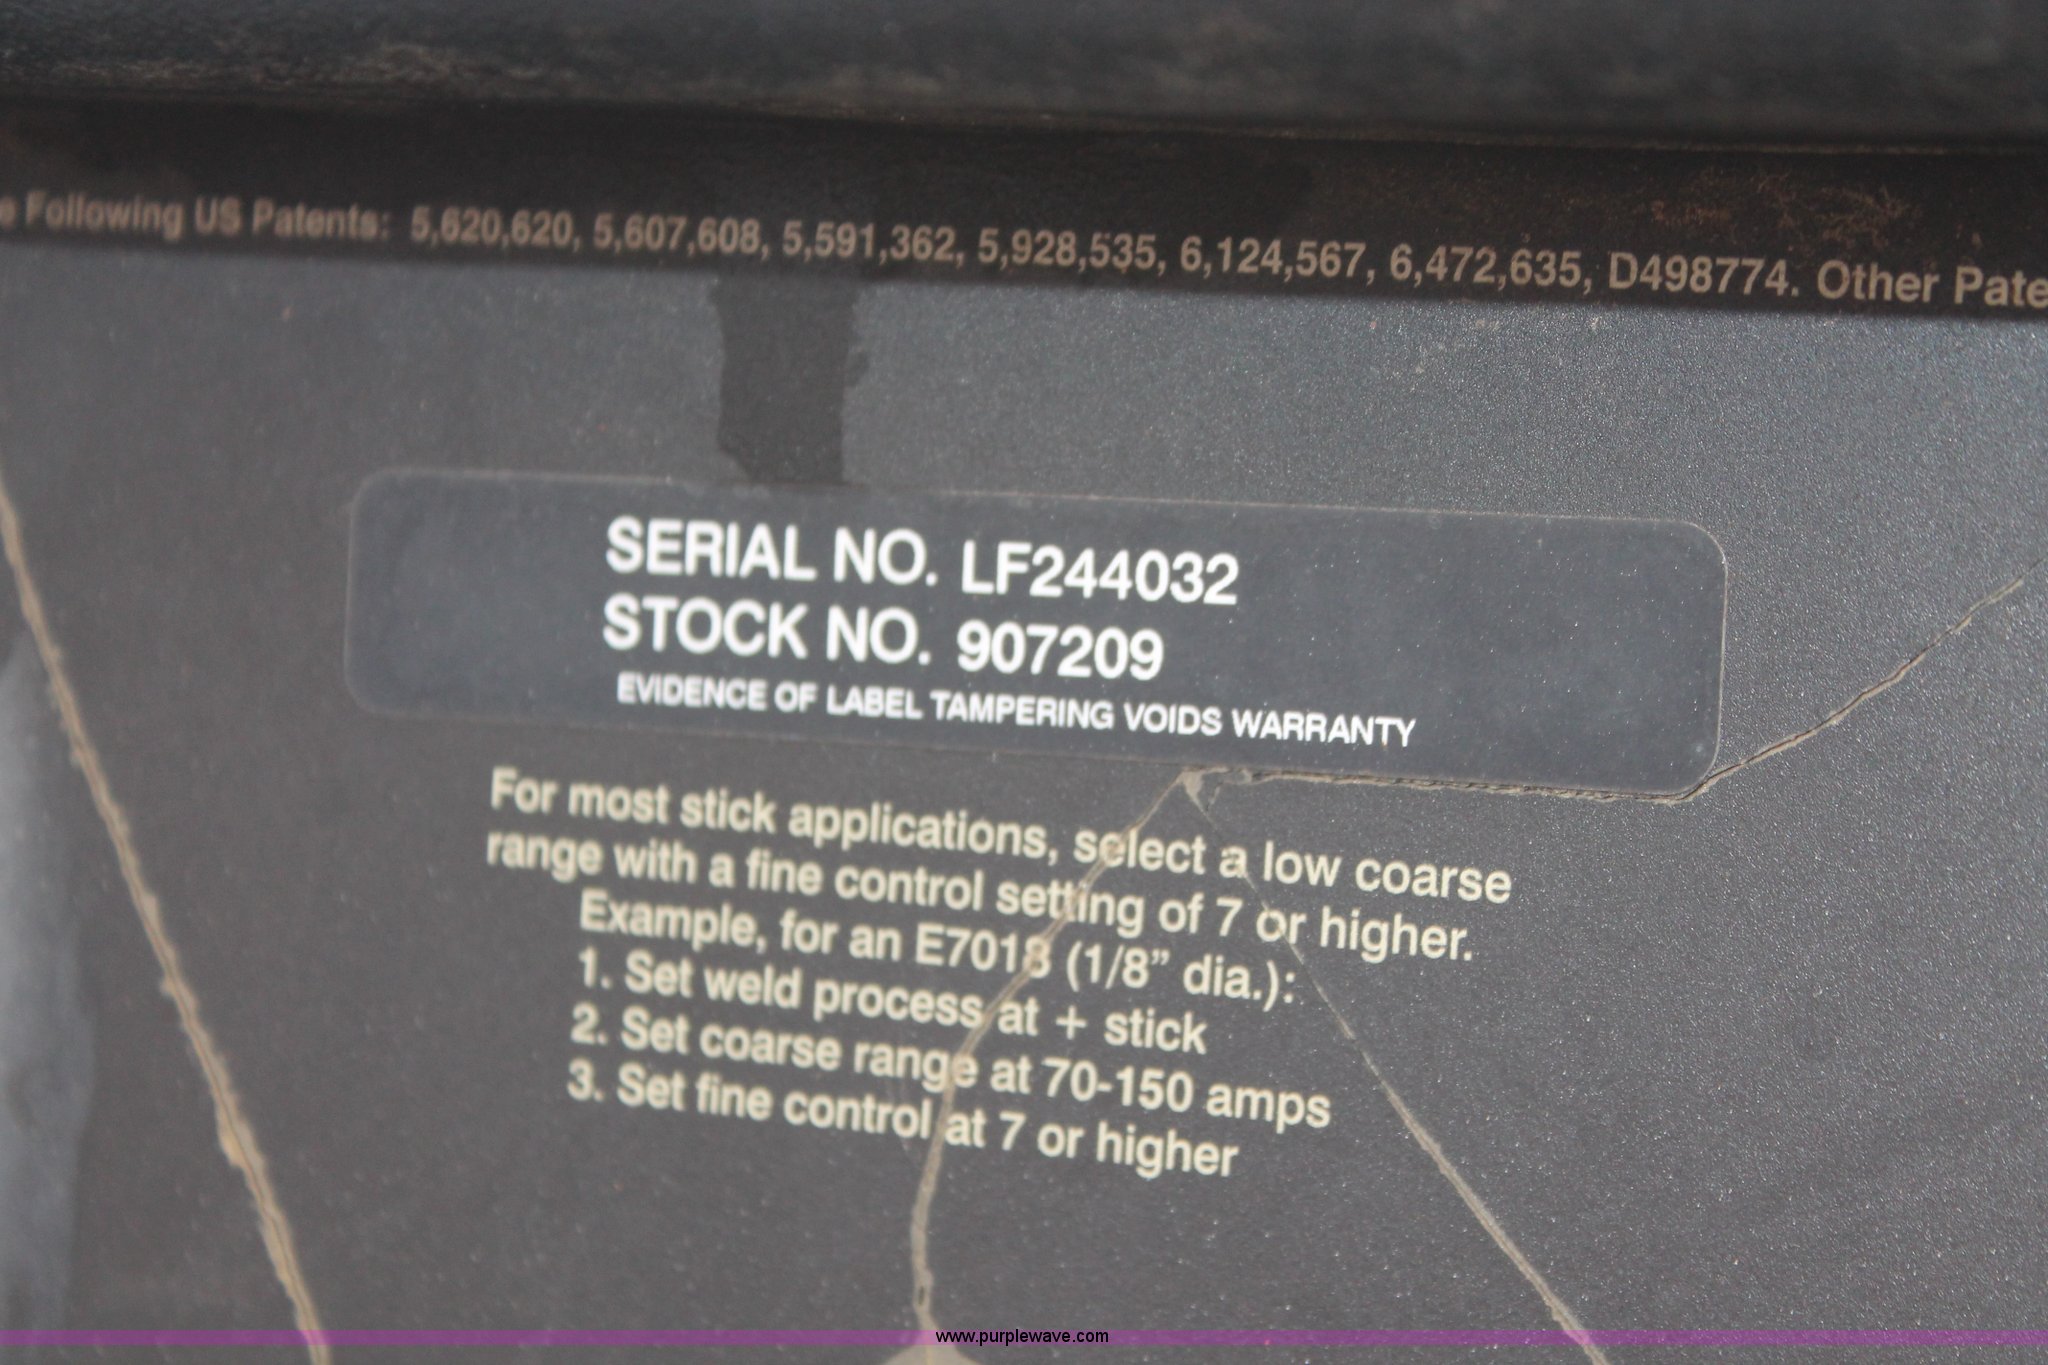 Following US Patents: 5,620,620, 5,607,608, 5,591,362, 5,928,535, 6,124,567, 6,472,635, D498774. Other
SERIAL NO. LF244032
STOCK NO. 907209
EVIDENCE OF LABEL TAMPERING VOIDS WARRANTY
For most stick applications, select a low coarse
range with a fine control setting of 7 or higher.
Example, for an E7018 (1/8” dia.):
1. Set weld process at + stick
2. Set coarse range at 70-150 amps
3. Set fine control at 7 or higher
www.purplewave.com